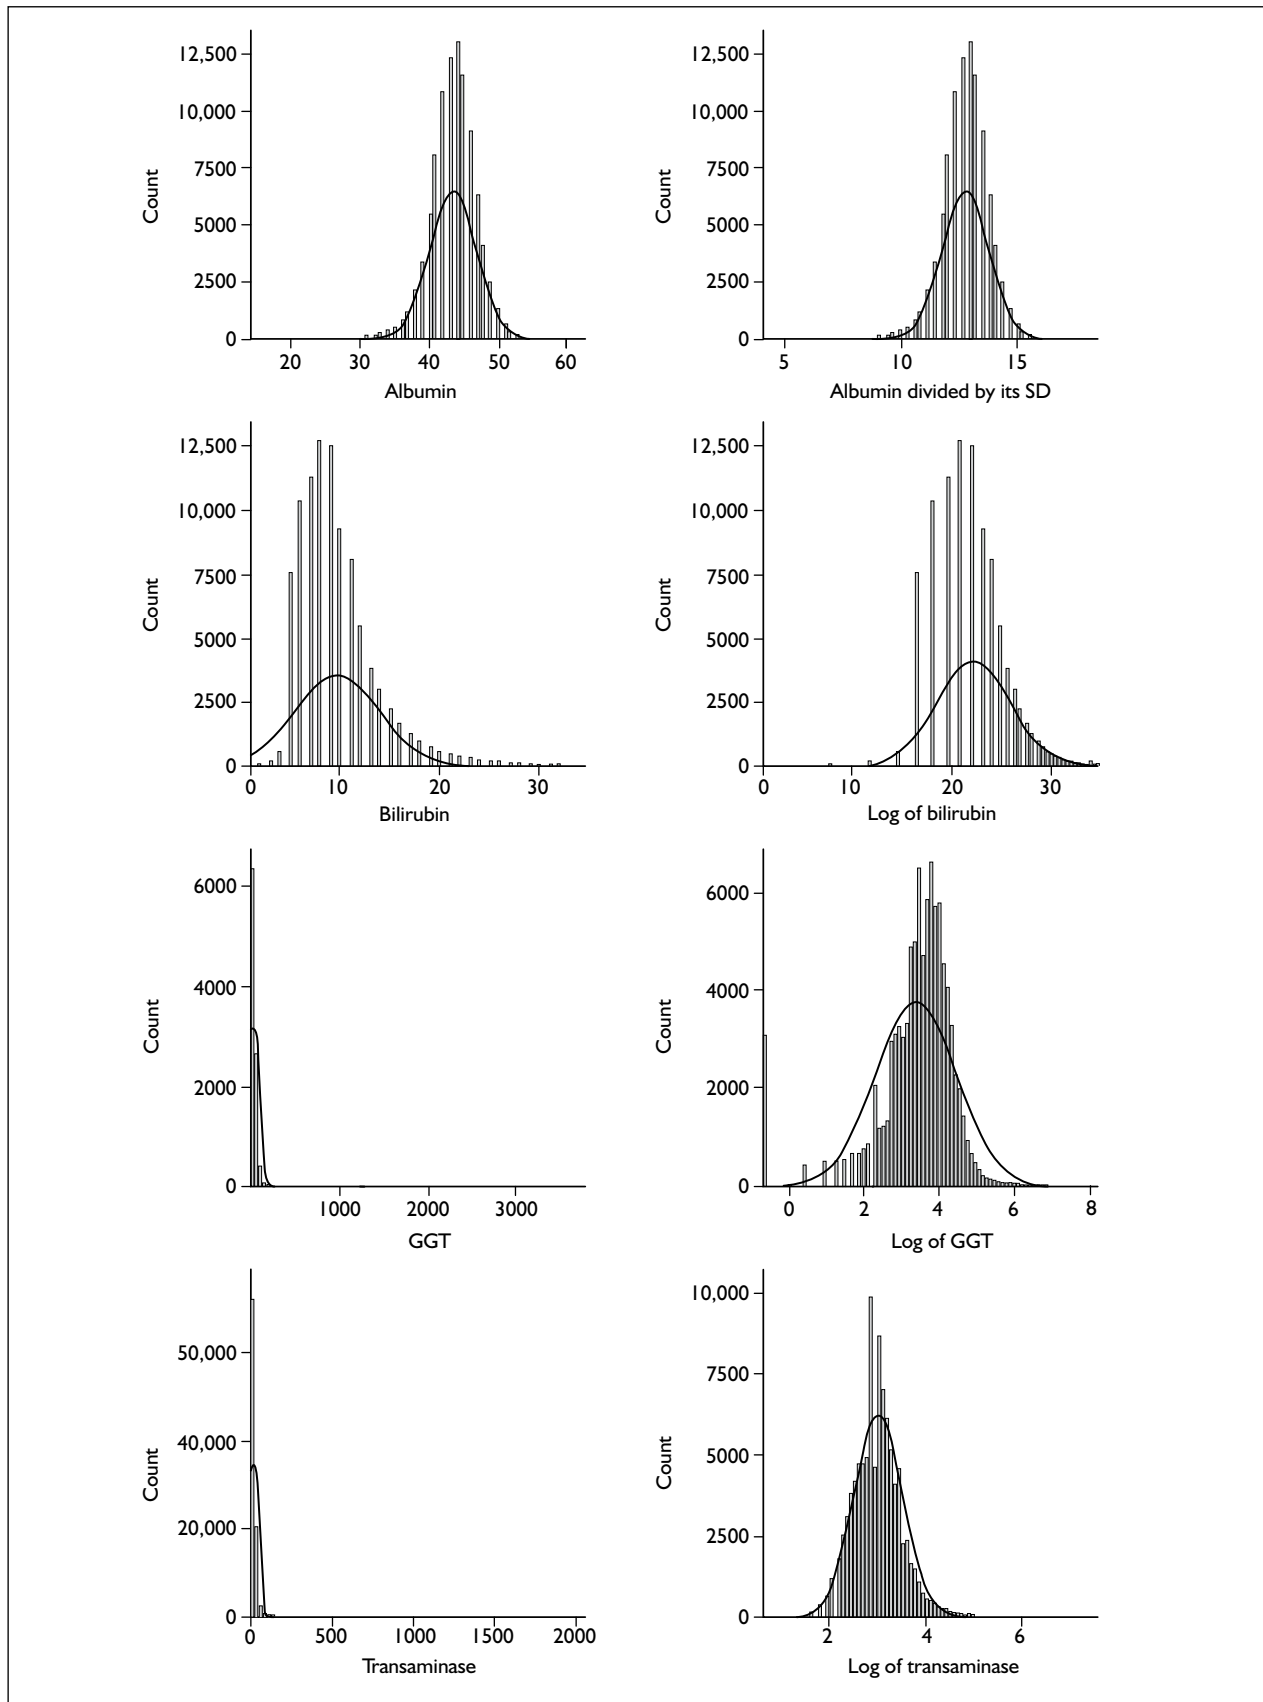 12,500
10,000
7500
5000
2500
0
Count
20 30 40 50 60
Albumin
12,500
10,000
7500
5000
2500
0
Count
5 10 15
Albumin divided by its SD
12,500
10,000
7500
5000
2500
0
Count
0 10 20 30
Bilirubin
12,500
10,000
7500
5000
2500
0
Count
0 10 20 30
Log of bilirubin
6000
4000
2000
0
Count
1000 2000 3000
GGT
6000
4000
2000
0
Count
0 2 4 6 8
Log of GGT
50,000
40,000
20,000
0
Count
0 500 1000 1500 2000
Transaminase
10,000
7500
5000
2500
0
Count
2 4 6
Log of transaminase